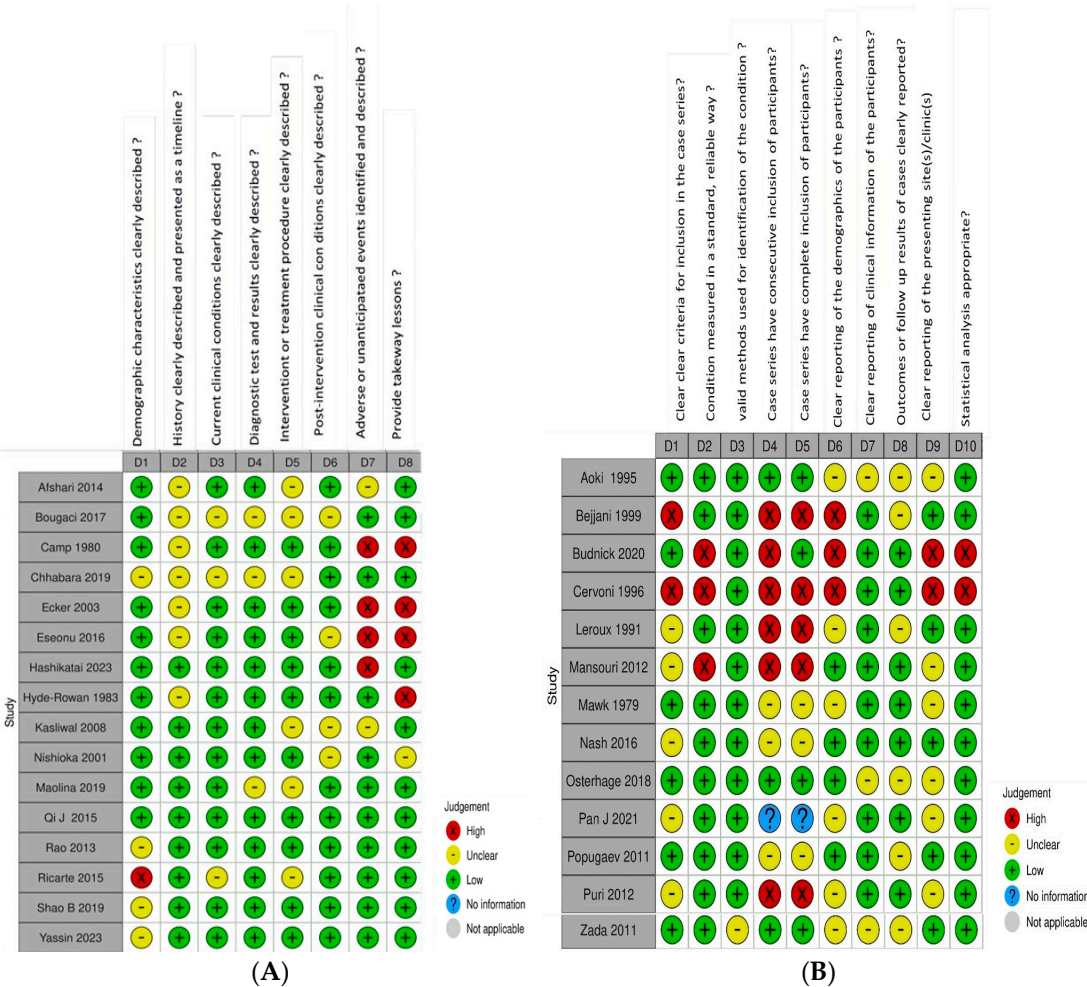 Demographic characteristics clearly described ?
History clearly described and presented as a timeline ?
Current clinical conditions clearly described ?
Diagnostic test and results clearly described ?
Interventiont or treatment procedure clearly described ?
Post-intervention clinical con ditions clearly described ?
Adverse or unanticipataed events identified and described ?
Provide takeway lessons ?
D1 D2 D3 D4 D5 D6 D7 D8
Study
Afshari 2014 + - + + - + - +
Bougaci 2017 + - - - - - + +
Camp 1980 + - + + + + X X
Chhabara 2019 - - - - - + + +
Ecker 2003 + - + + + + X X
Eseonu 2016 + - + + + - X X
Hashikatai 2023 + + + + + + X +
Hyde-Rowan 1983 + - + + + + + X
Kasliwal 2008 + + + + - - - +
Nishioka 2001 + + + + + - + -
Maolina 2019 + + + - - + + +
Qi J 2015 + + + + + + + +
Rao 2013 - + + + + + + +
Ricarte 2015 X + - + - + + +
Shao B 2019 - + + + + + + +
Yassin 2023 - + + + + + + +
Judgement
X High
- Unclear
+ Low
? No information
Not applicable
(A)
Clear clear criteria for inclusion in the case series?
Condition measured in a standard, reliable way ?
valid methods used for identification of the condition ?
Case series have consecutive inclusion of participants?
Case series have complete inclusion of participants?
Clear reporting of the demographics of the participants ?
Clear reporting of clinical information of the participants?
Outcomes or follow up results of cases clearly reported?
Clear reporting of the presenting site(s)/clinic(s)
Statistical analysis appropriate?
D1 D2 D3 D4 D5 D6 D7 D8 D9 D10
Study
Aoki 1995 + + + + + - - - - +
Bejjani 1999 X + + X X X + - + +
Budnick 2020 + X + X + X + + X X
Cervoni 1996 X X + X X X + + X X
Leroux 1991 - + + X X - + - + +
Mansouri 2012 - X + X X + + + - +
Mawk 1979 + + + - - - + + - +
Nash 2016 - + + - - + + + + +
Osterhage 2018 + + + + + + - - - +
Pan J 2021 - + + ? ? - + + - +
Popugaev 2011 + + + - - + + - + +
Puri 2012 - + + X X - + + - +
Zada 2011 + + - + + - - - + +
Judgement
X High
- Unclear
+ Low
? No information
Not applicable
(B)